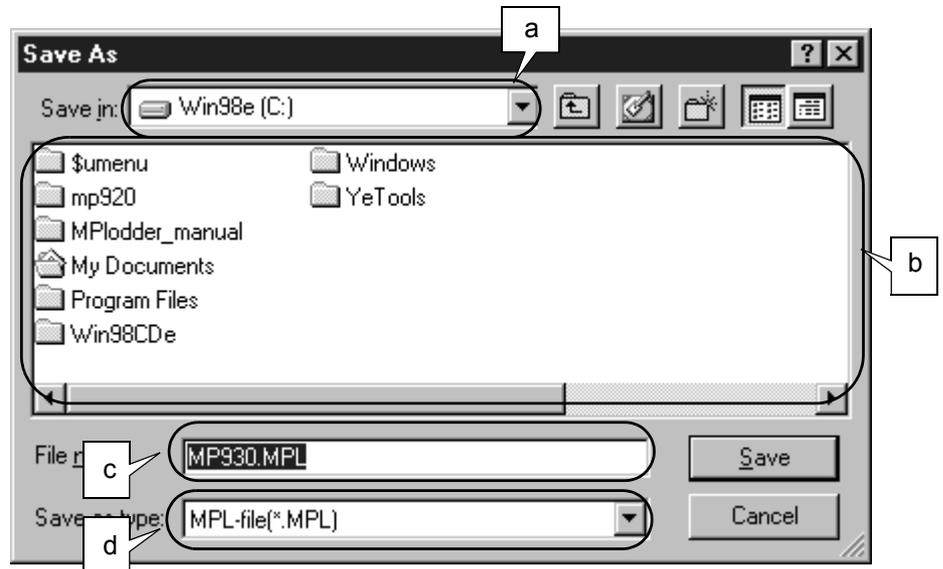 a
Save As
Save in: Win98e (C:)
$umenu Windows
mp920 YeTools
MPlodder_manual
My Documents
Program Files
Win98CDe
b
File MP930.MPL Save
c
Save type: MPL-file(*.MPL) Cancel
d